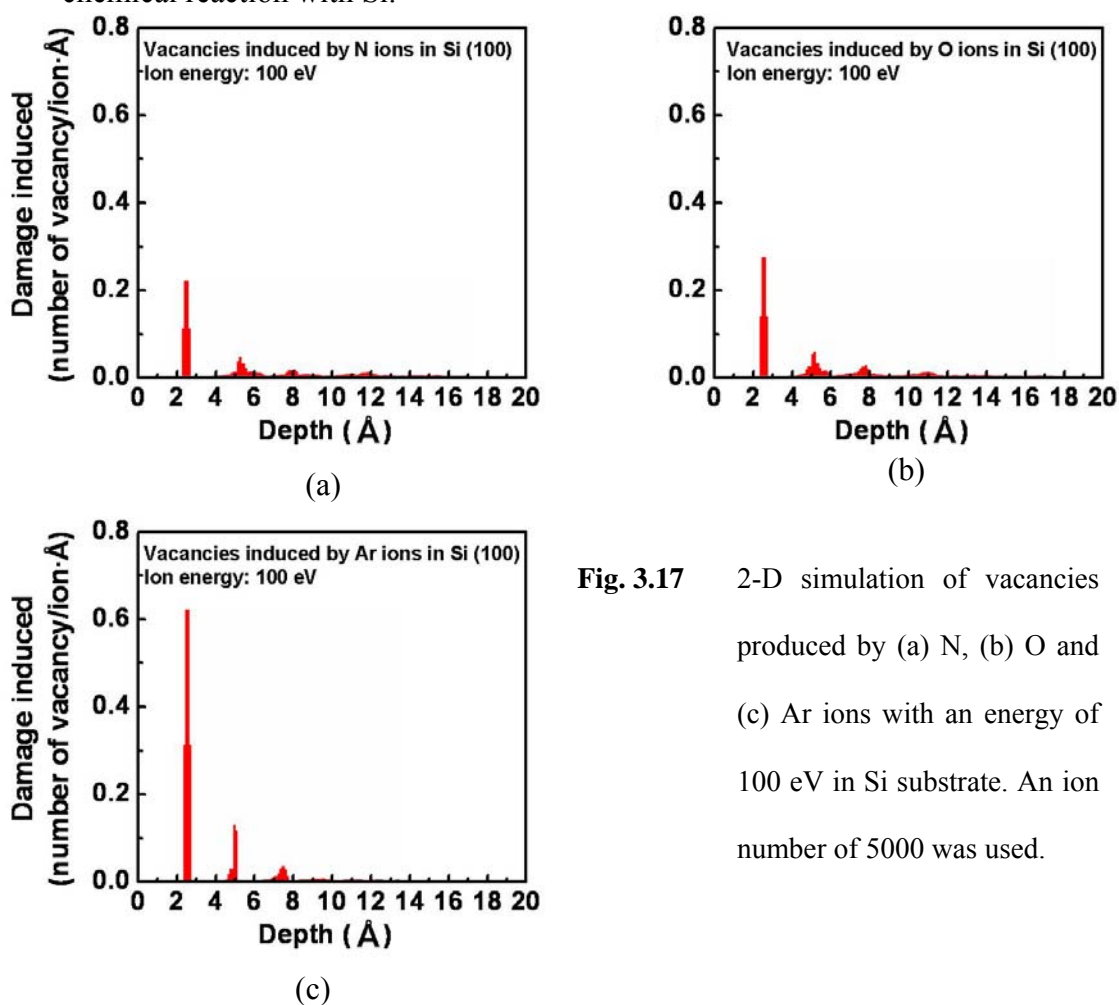 chemical reaction with Si.
Vacancies induced by N ions in Si (100)
Ion energy: 100 eV
Damage induced
(number of vacancy/ion·Å)
0.8
0.6
0.4
0.2
0.0
0 2 4 6 8 10 12 14 16 18 20
Depth (Å)
(a)
Vacancies induced by O ions in Si (100)
Ion energy: 100 eV
0.8
0.6
0.4
0.2
0.0
0 2 4 6 8 10 12 14 16 18 20
Depth (Å)
(b)
Vacancies induced by Ar ions in Si (100)
Ion energy: 100 eV
Damage induced
(number of vacancy/ion·Å)
0.8
0.6
0.4
0.2
0.0
0 2 4 6 8 10 12 14 16 18 20
Depth (Å)
(c)
Fig. 3.17 2-D simulation of vacancies
produced by (a) N, (b) O and
(c) Ar ions with an energy of
100 eV in Si substrate. An ion
number of 5000 was used.